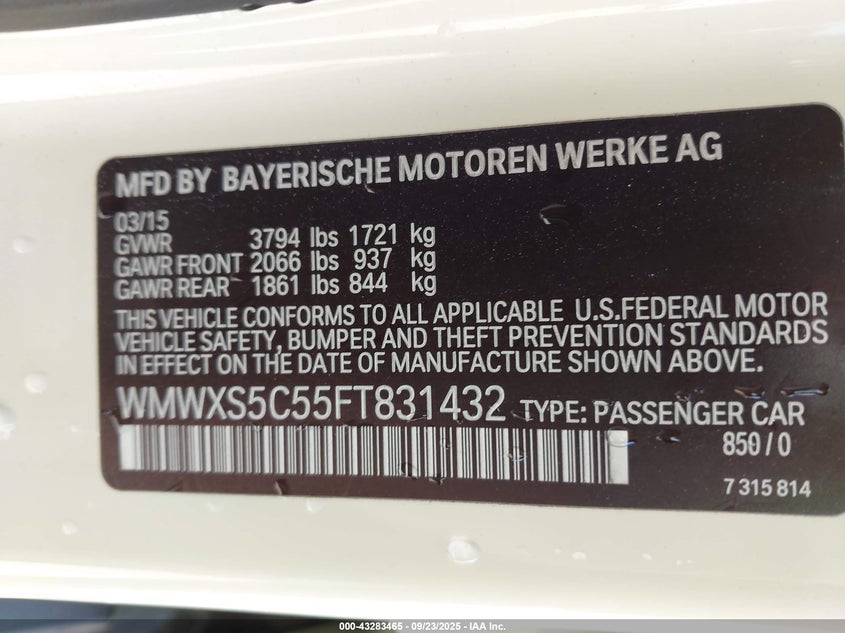 MFD BY BAYERISCHE MOTOREN WERKE AG
03/15
GVWR 3794 lbs 1721 kg
GAWR FRONT 2066 lbs 937 kg
GAWR REAR 1861 lbs 844 kg
THIS VEHICLE CONFORMS TO ALL APPLICABLE U.S.FEDERAL MOTOR
VEHICLE SAFETY, BUMPER AND THEFT PREVENTION STANDARDS
IN EFFECT ON THE DATE OF MANUFACTURE SHOWN ABOVE.
WMWXS5C55FT831432 TYPE: PASSENGER CAR
850/0
7 315 814
000-43283465 - 09/23/2025 - IAA Inc.